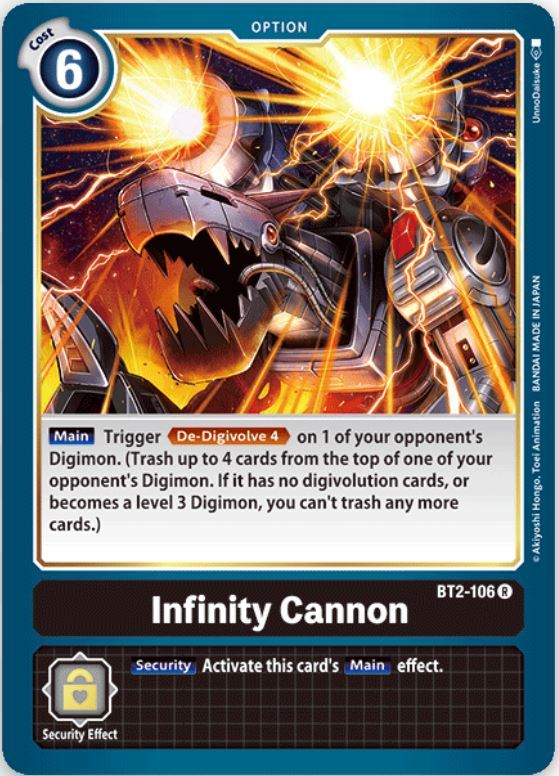 OPTION
Cost
6
UnnoDaisuke
Main Trigger De-Digivolve 4 on 1 of your opponent's
Digimon. (Trash up to 4 cards from the top of one of your
opponent's Digimon. If it has no digivolution cards, or
becomes a level 3 Digimon, you can't trash any more
cards.)
© Akiyoshi Hongo, Toei Animation BANDAI MADE IN JAPAN
BT2-106 R
Infinity Cannon
Security Activate this card's Main effect.
Security Effect